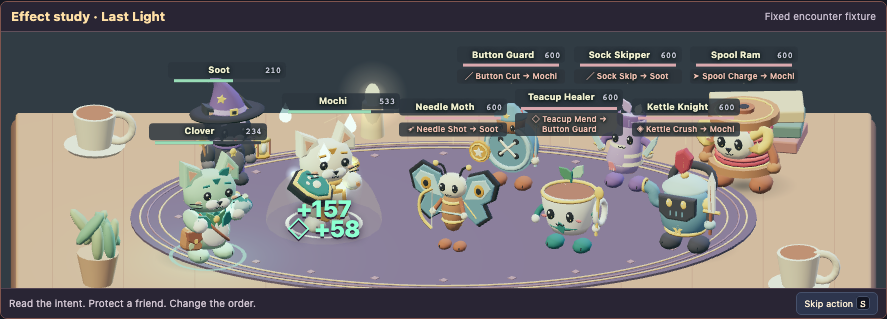 Effect study · Last Light
Fixed encounter fixture
Button Guard 600
Button Cut → Mochi
Sock Skipper 600
Sock Skip → Soot
Spool Ram 600
Spool Charge → Mochi
Soot 210
Mochi 533
Needle Moth 600
Needle Shot → Soot
Teacup Healer 600
Teacup Mend →
Button Guard
Kettle Knight 600
Kettle Crush → Mochi
Clover 234
+157
+58
Read the intent. Protect a friend. Change the order.
Skip action S